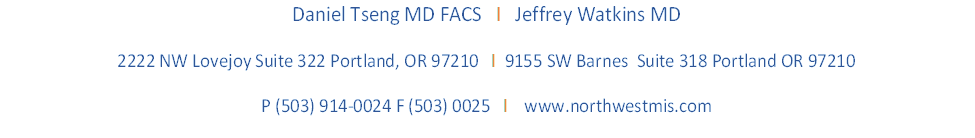 Daniel Tseng MD FACS | Jeffrey Watkins MD
2222 NW Lovejoy Suite 322 Portland, OR 97210 | 9155 SW Barnes Suite 318 Portland OR 97210
P (503) 914-0024 F (503) 0025 | www.northwestmis.com